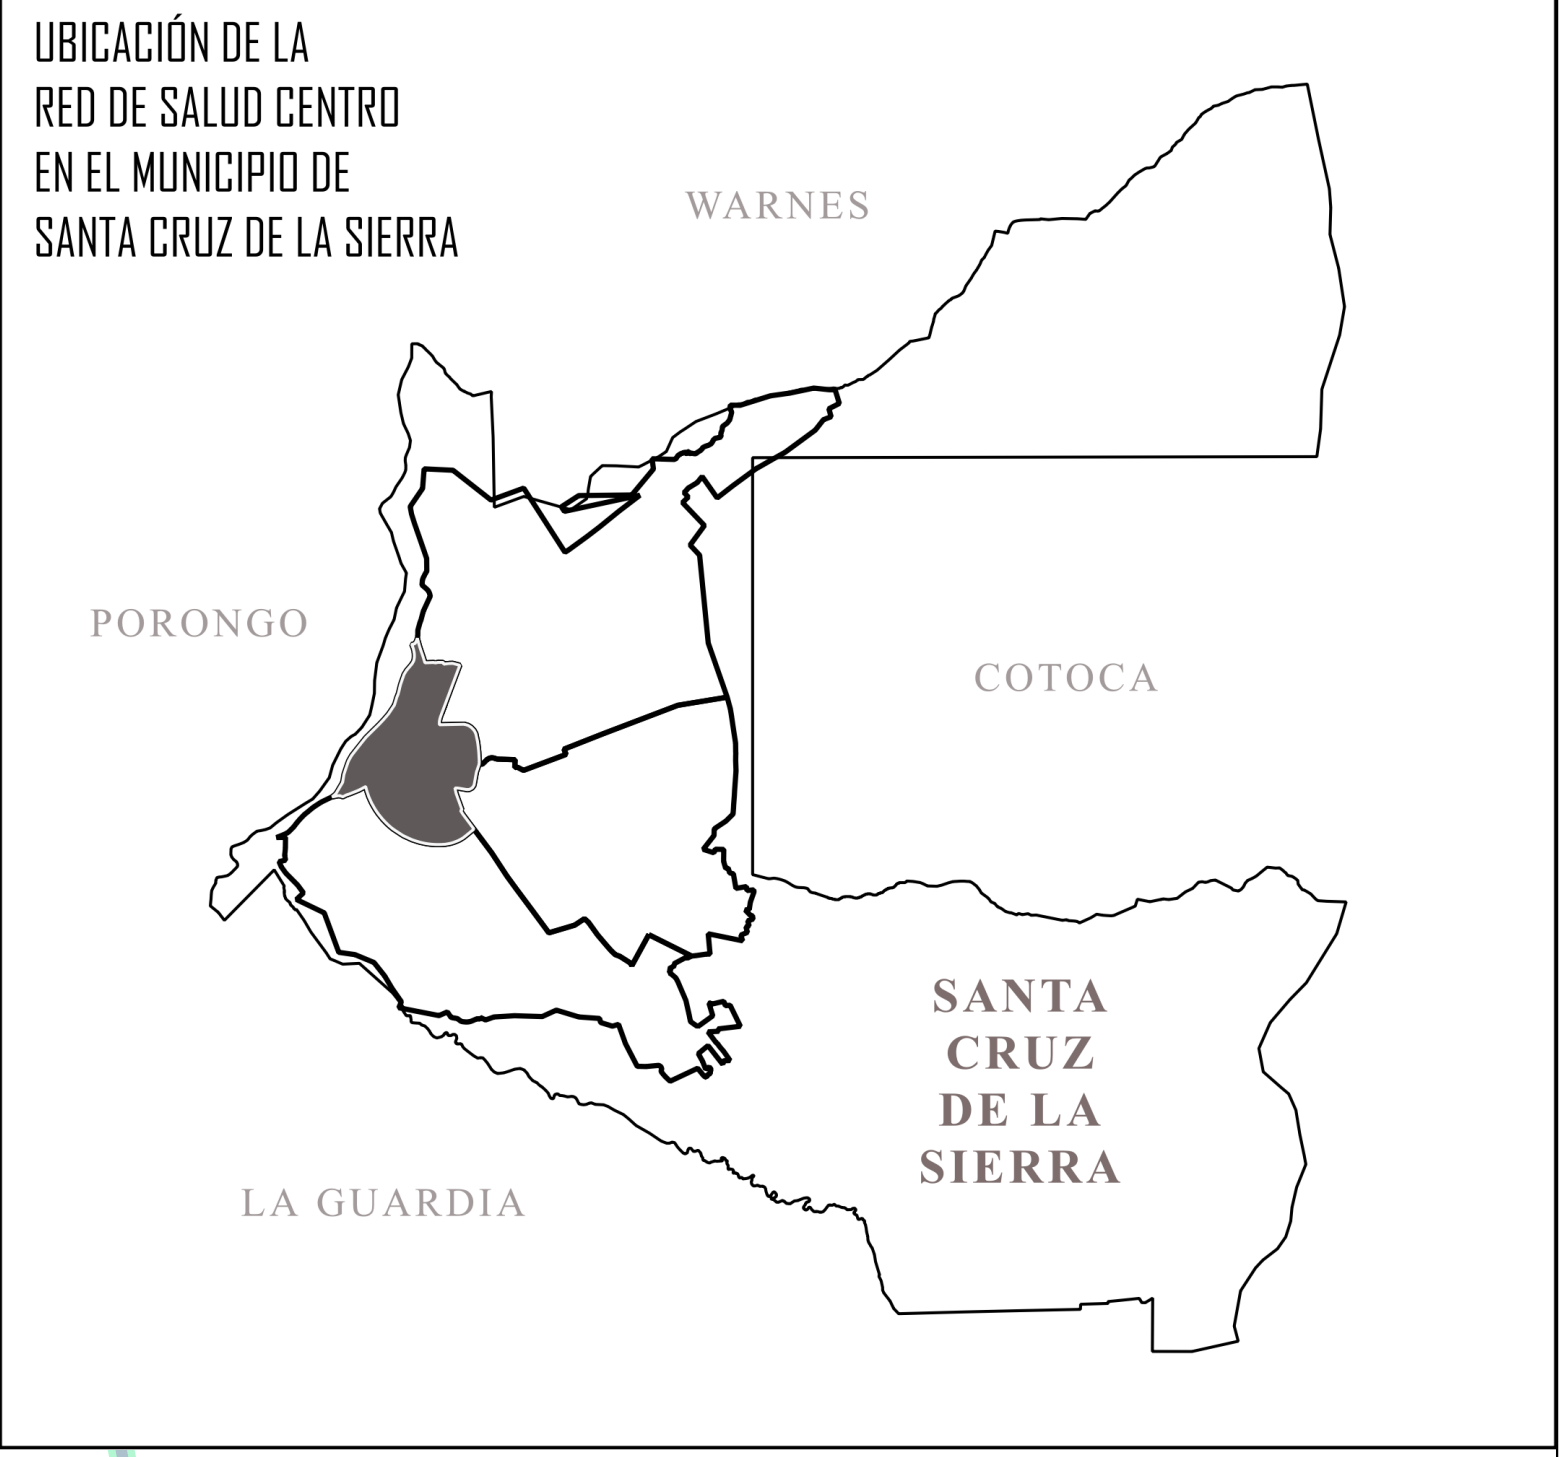 UBICACIÓN DE LA
RED DE SALUD CENTRO
EN EL MUNICIPIO DE
SANTA CRUZ DE LA SIERRA
WARNES
PORONGO
COTOCA
SANTA
CRUZ
DE LA
SIERRA
LA GUARDIA